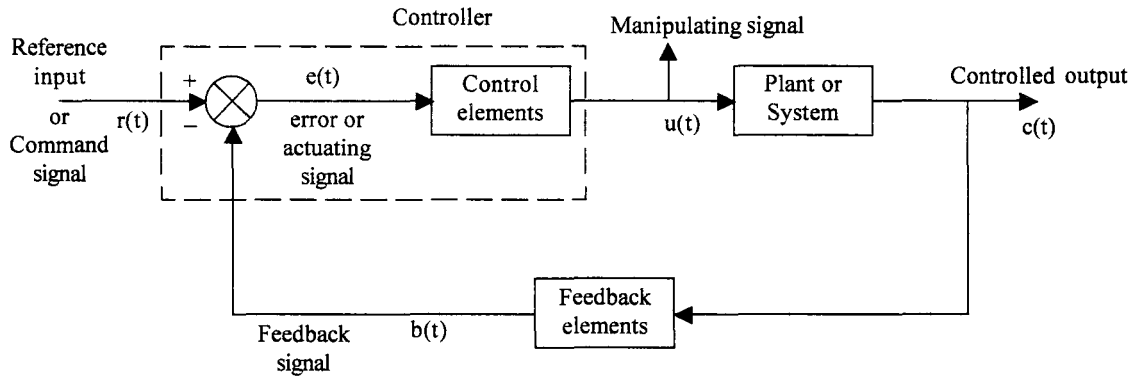 Controller
Manipulating signal
Reference
input
or
Command
signal
r(t)
+
−
e(t)
error or
actuating
signal
Control
elements
u(t)
Plant or
System
Controlled output
c(t)
Feedback
elements
b(t)
Feedback
signal